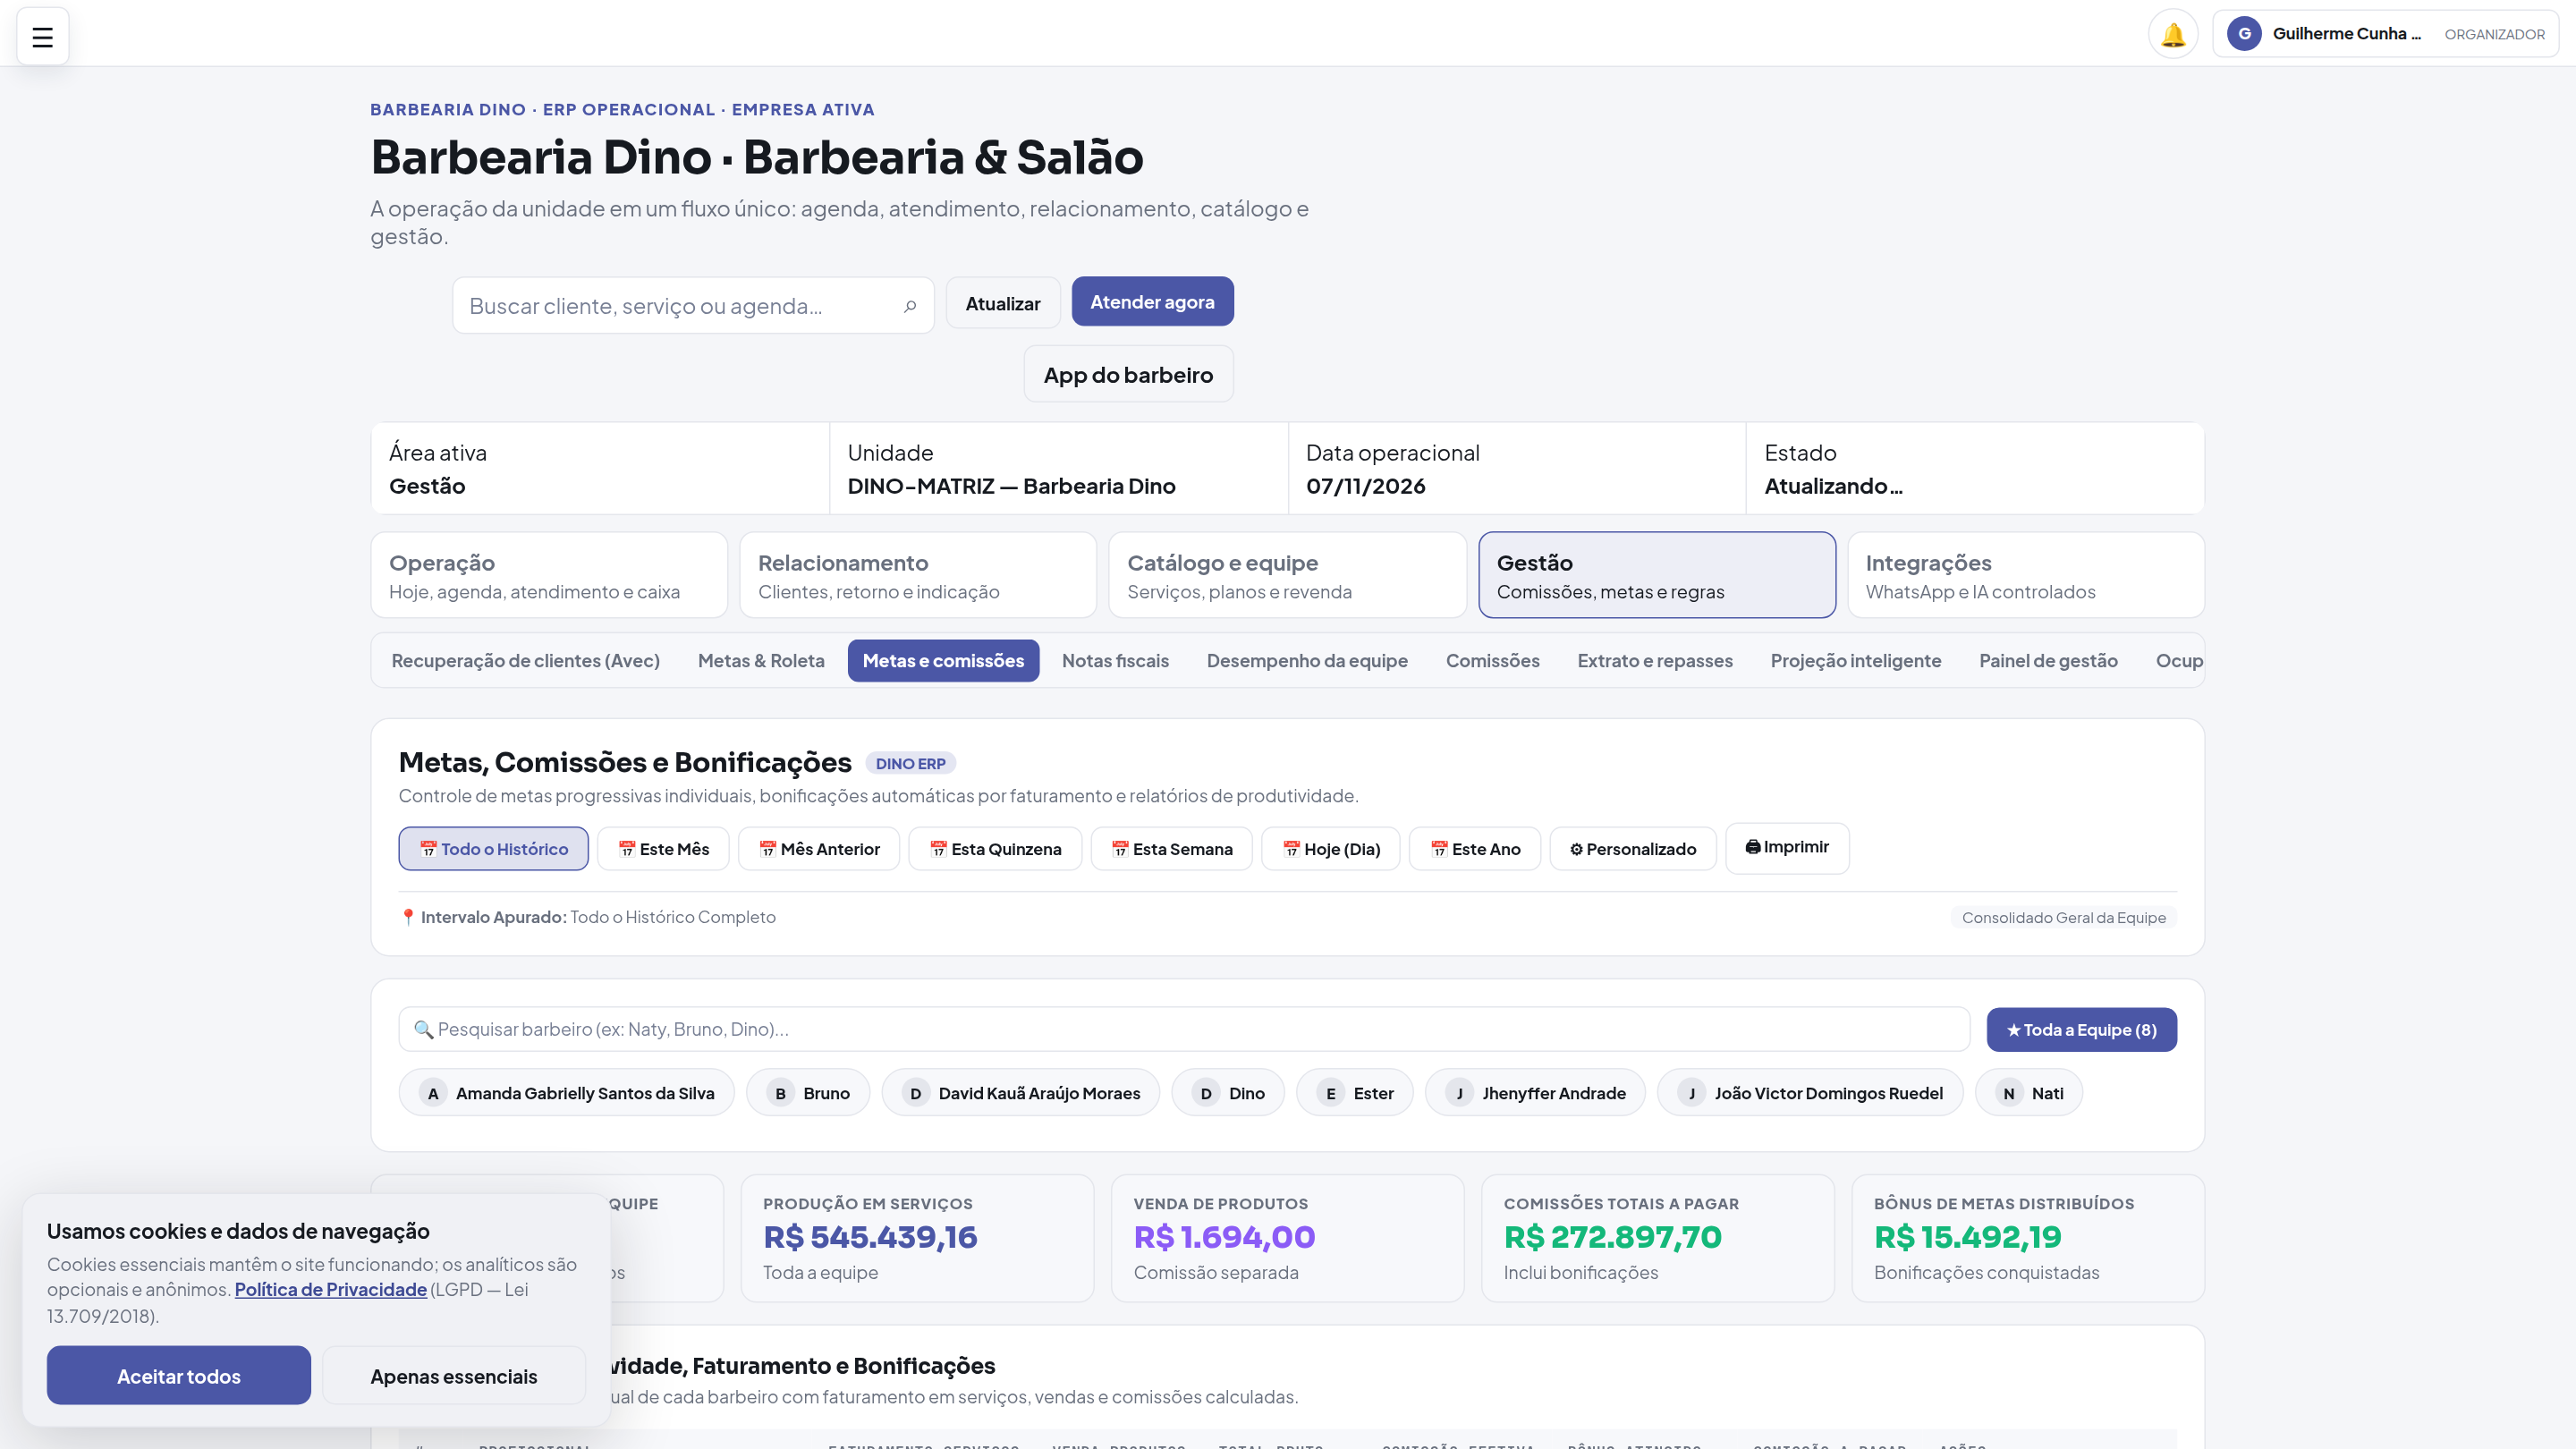 ☰
G Guilherme Cunha ... ORGANIZADOR
BARBEARIA DINO · ERP OPERACIONAL · EMPRESA ATIVA
Barbearia Dino · Barbearia & Salão
A operação da unidade em um fluxo único: agenda, atendimento, relacionamento, catálogo e
gestão.
Buscar cliente, serviço ou agenda...
Atualizar
Atender agora
App do barbeiro
Área ativa
Gestão
Unidade
DINO-MATRIZ — Barbearia Dino
Data operacional
07/11/2026
Estado
Atualizando...
Operação
Hoje, agenda, atendimento e caixa
Relacionamento
Clientes, retorno e indicação
Catálogo e equipe
Serviços, planos e revenda
Gestão
Comissões, metas e regras
Integrações
WhatsApp e IA controlados
Recuperação de clientes (Avec) Metas & Roleta Metas e comissões Notas fiscais Desempenho da equipe Comissões Extrato e repasses Projeção inteligente Painel de gestão Ocup
Metas, Comissões e Bonificações DINO ERP
Controle de metas progressivas individuais, bonificações automáticas por faturamento e relatórios de produtividade.
📅 Todo o Histórico 📅 Este Mês 📅 Mês Anterior 📅 Esta Quinzena 📅 Esta Semana 📅 Hoje (Dia) 📅 Este Ano ⚙ Personalizado 🖨 Imprimir
📍 Intervalo Apurado: Todo o Histórico Completo
Consolidado Geral da Equipe
🔍 Pesquisar barbeiro (ex: Naty, Bruno, Dino)...
★ Toda a Equipe (8)
A Amanda Gabrielly Santos da Silva B Bruno D David Kauã Araújo Moraes D Dino E Ester J Jhenyffer Andrade J João Victor Domingos Ruedel N Nati
QUIPE
os
PRODUÇÃO EM SERVIÇOS
R$ 545.439,16
Toda a equipe
VENDA DE PRODUTOS
R$ 1.694,00
Comissão separada
COMISSÕES TOTAIS A PAGAR
R$ 272.897,70
Inclui bonificações
BÔNUS DE METAS DISTRIBUÍDOS
R$ 15.492,19
Bonificações conquistadas
vidade, Faturamento e Bonificações
ual de cada barbeiro com faturamento em serviços, vendas e comissões calculadas.
Usamos cookies e dados de navegação
Cookies essenciais mantêm o site funcionando; os analíticos são
opcionais e anônimos. Política de Privacidade (LGPD — Lei
13.709/2018).
Aceitar todos
Apenas essenciais